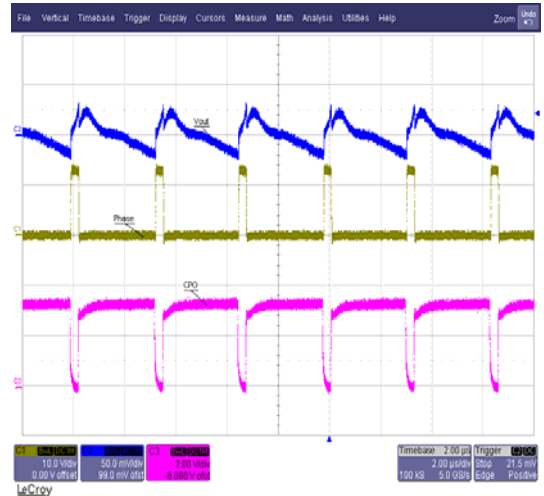 File Vertical Timebase Trigger Display Cursors Measure Math Analysis Utilities Help Zoom Undo
Vout
Phase
CPO
C1 C3 Timebase 2.00 µs Trigger
10.0 V/div 50.0 mV/div 2.00 V/div 2.00 µs/div Stop 21.5 mV
0.00 V offset 99.0 mV ofst 6.080 V ofst 100 kS 5.0 GS/s Edge Positive
LeCroy